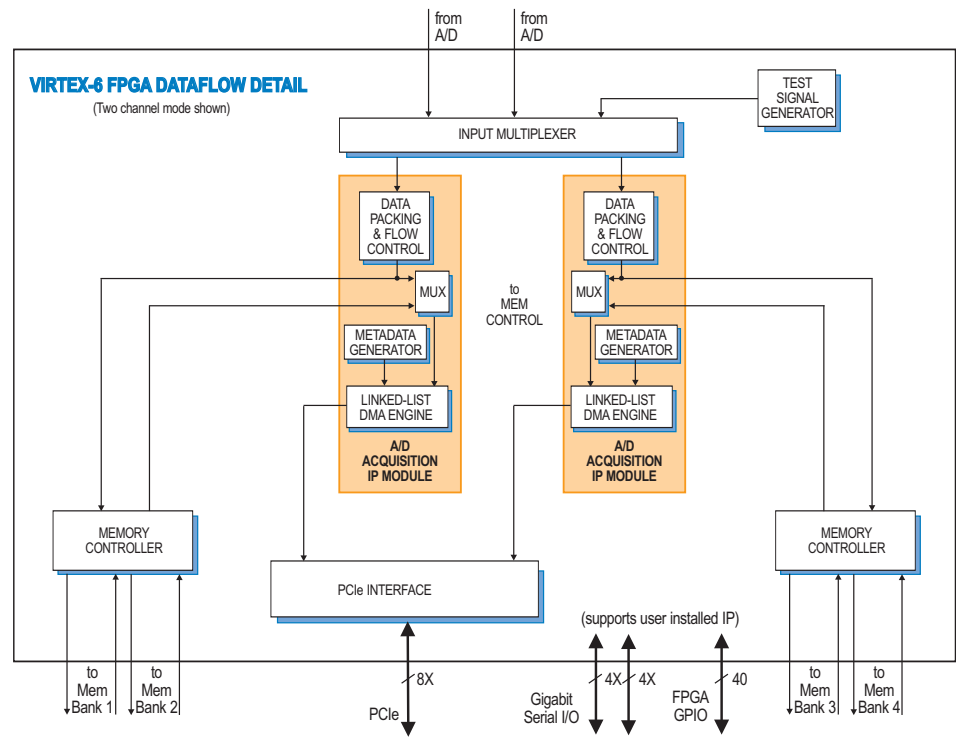 from
A/D
from
A/D
VIRTEX-6 FPGA DATAFLOW DETAIL
(Two channel mode shown)
TEST
SIGNAL
GENERATOR
INPUT MULTIPLEXER
DATA
PACKING
& FLOW
CONTROL
DATA
PACKING
& FLOW
CONTROL
MUX
to
MEM
CONTROL
MUX
METADATA
GENERATOR
METADATA
GENERATOR
LINKED-LIST
DMA ENGINE
LINKED-LIST
DMA ENGINE
A/D
ACQUISITION
IP MODULE
A/D
ACQUISITION
IP MODULE
MEMORY
CONTROLLER
MEMORY
CONTROLLER
PCIe INTERFACE
(supports user installed IP)
to
Mem
Bank 1
to
Mem
Bank 2
8X
PCIe
4X
4X
Gigabit
Serial I/O
40
FPGA
GPIO
to
Mem
Bank 3
to
Mem
Bank 4